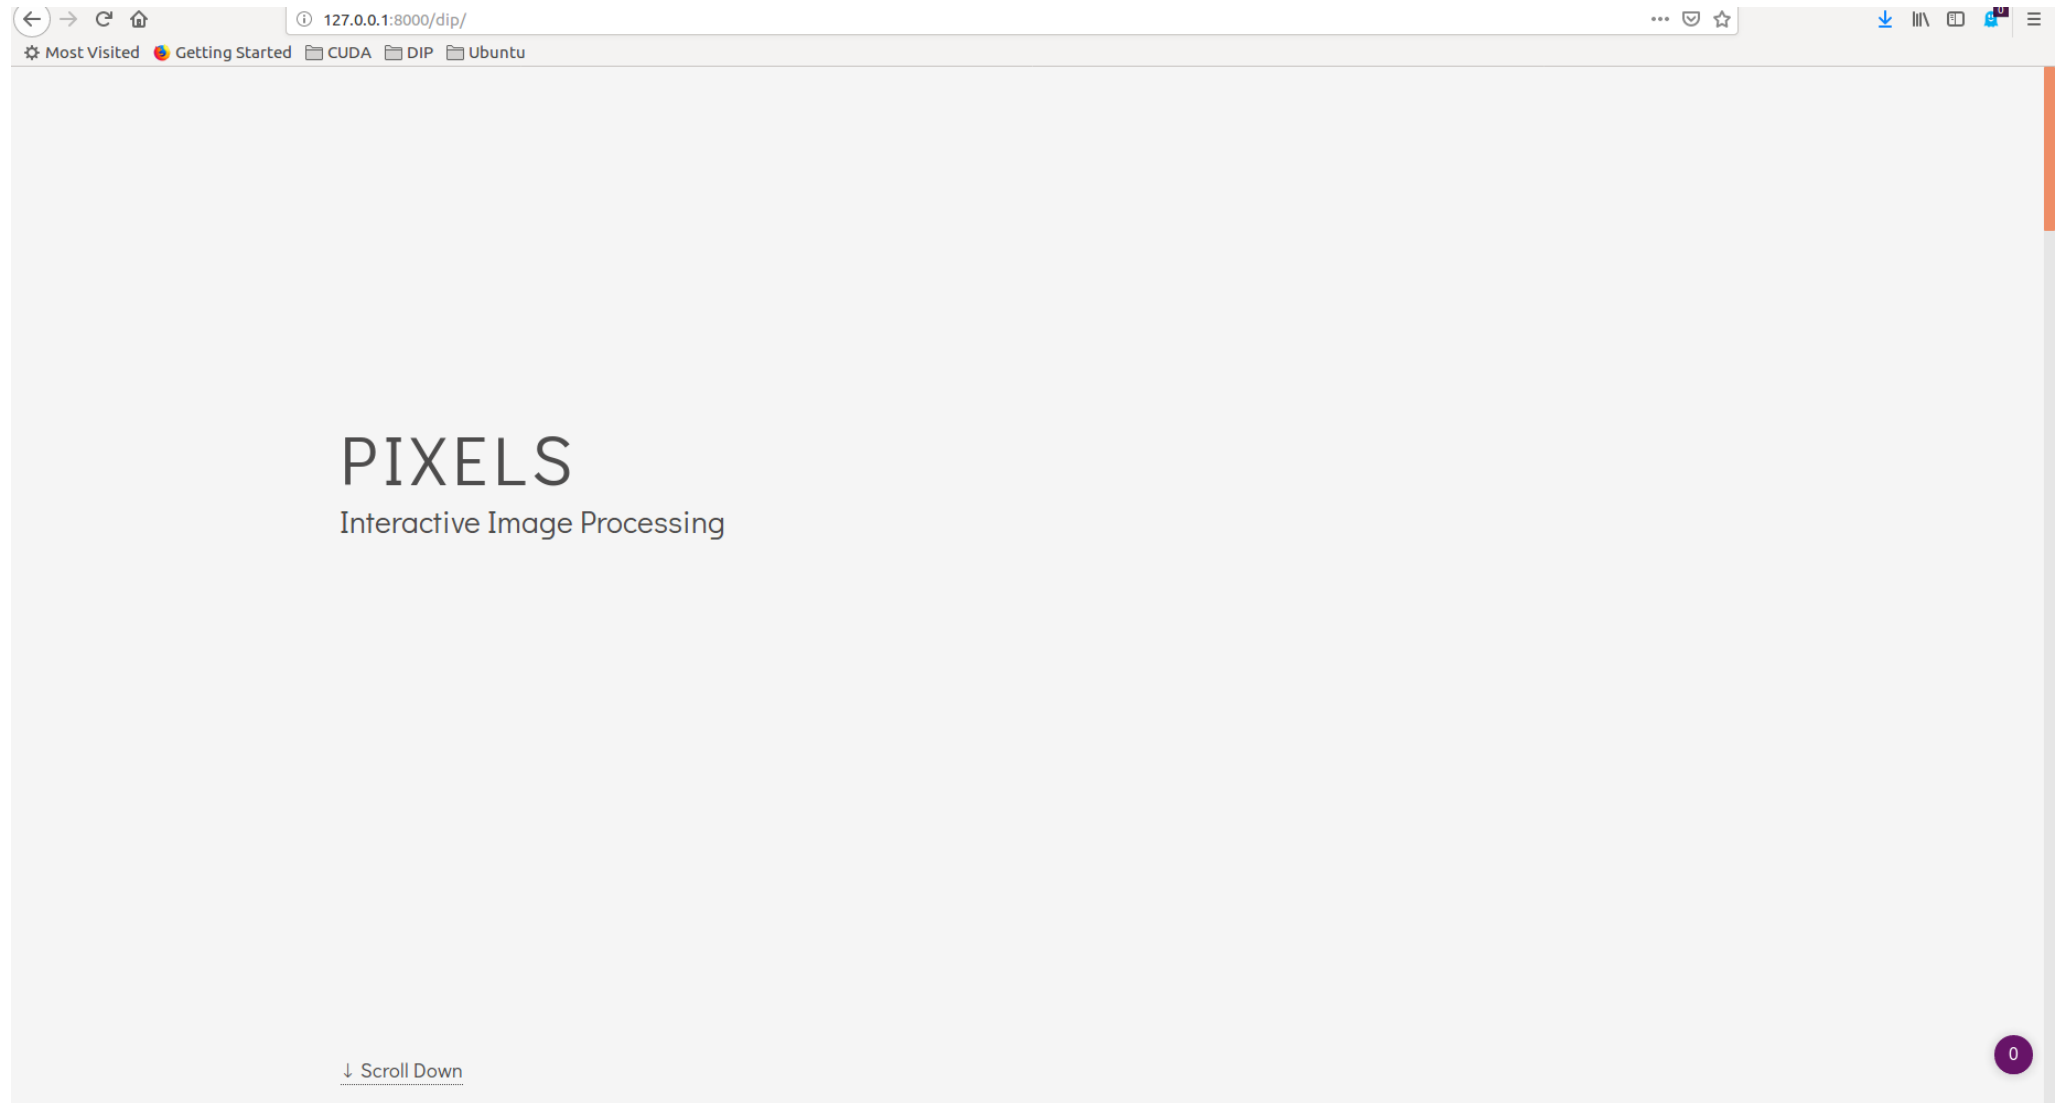 127.0.0.1:8000/dip/
0
Most Visited Getting Started CUDA DIP Ubuntu
PIXELS
Interactive Image Processing
↓ Scroll Down
0